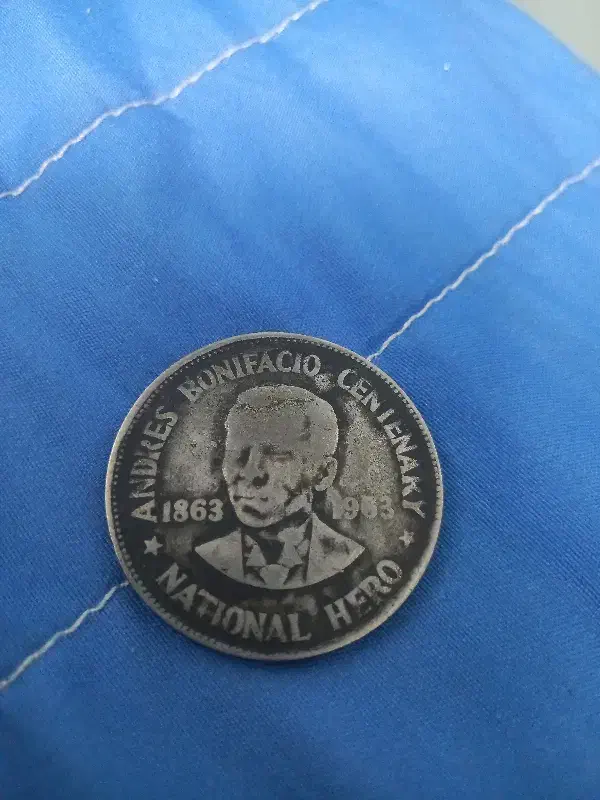 ANDRES BONIFACIO CENTENARY
1863 1963
NATIONAL HERO